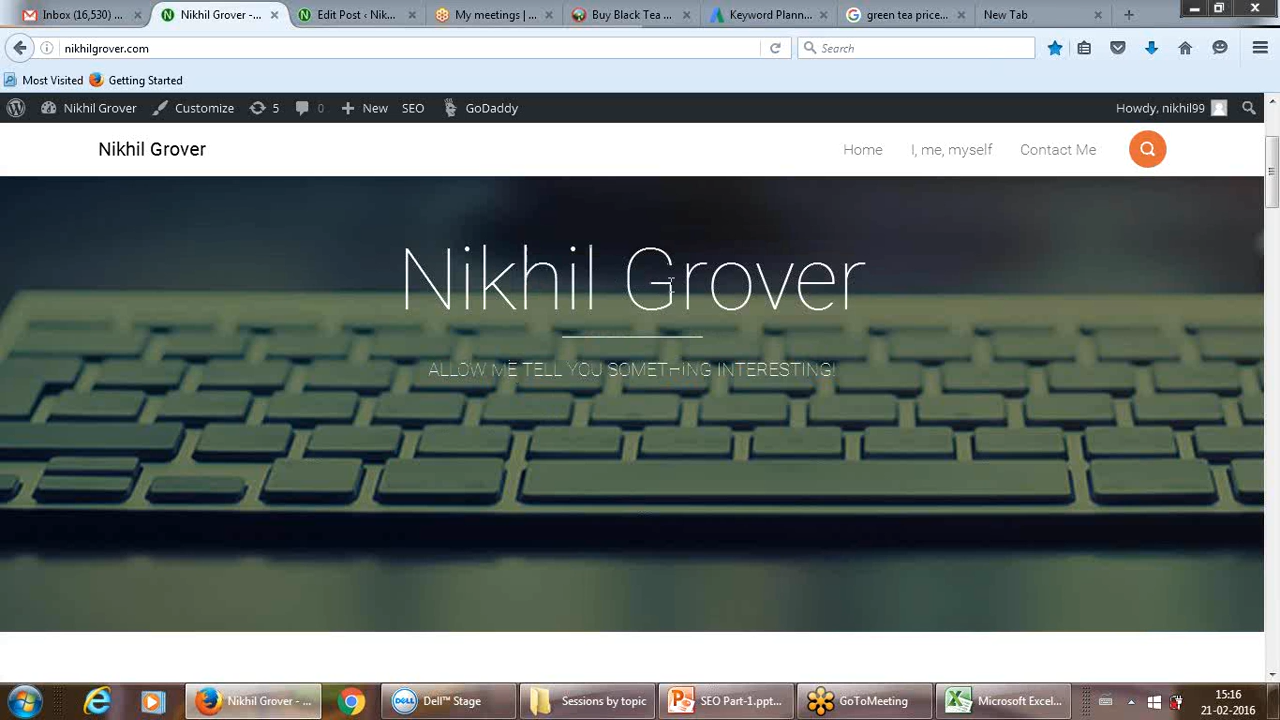 Inbox (16,530) ...
Nikhil Grover -...
Edit Post ‹ Nik...
My meetings | ...
Buy Black Tea ...
Keyword Plann...
green tea price...
New Tab
nikhilgrover.com
Search
Most Visited
Getting Started
Nikhil Grover
Customize
5
0
New
SEO
GoDaddy
Howdy, nikhil99
Nikhil Grover
Home
I, me, myself
Contact Me
Nikhil Grover
ALLOW ME TELL YOU SOMETHING INTERESTING!
Nikhil Grover - ...
DELL
Dell™ Stage
Sessions by topic
SEO Part-1.ppt...
GoToMeeting
Microsoft Excel...
15:16
21-02-2016